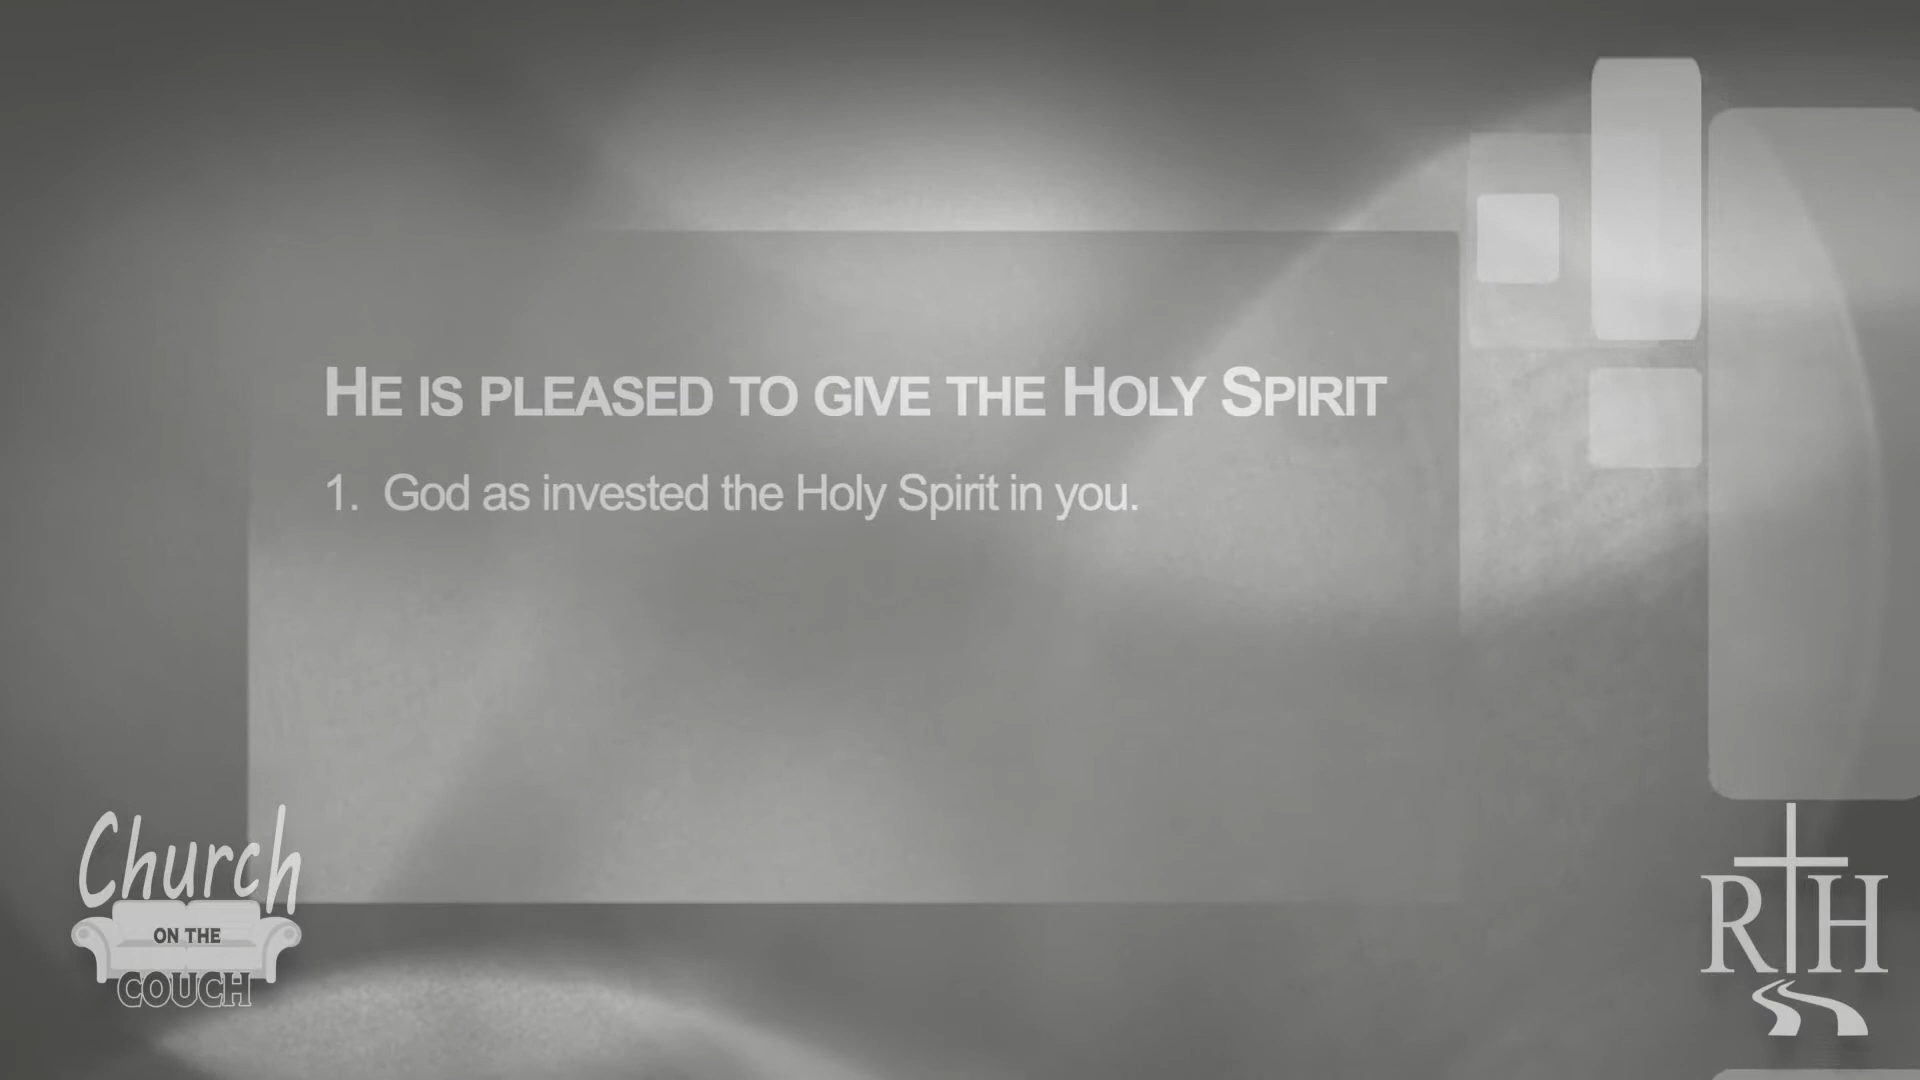 HE IS PLEASED TO GIVE THE HOLY SPIRIT
1. God as invested the Holy Spirit in you.
Church
ON THE
COUCH
RTH